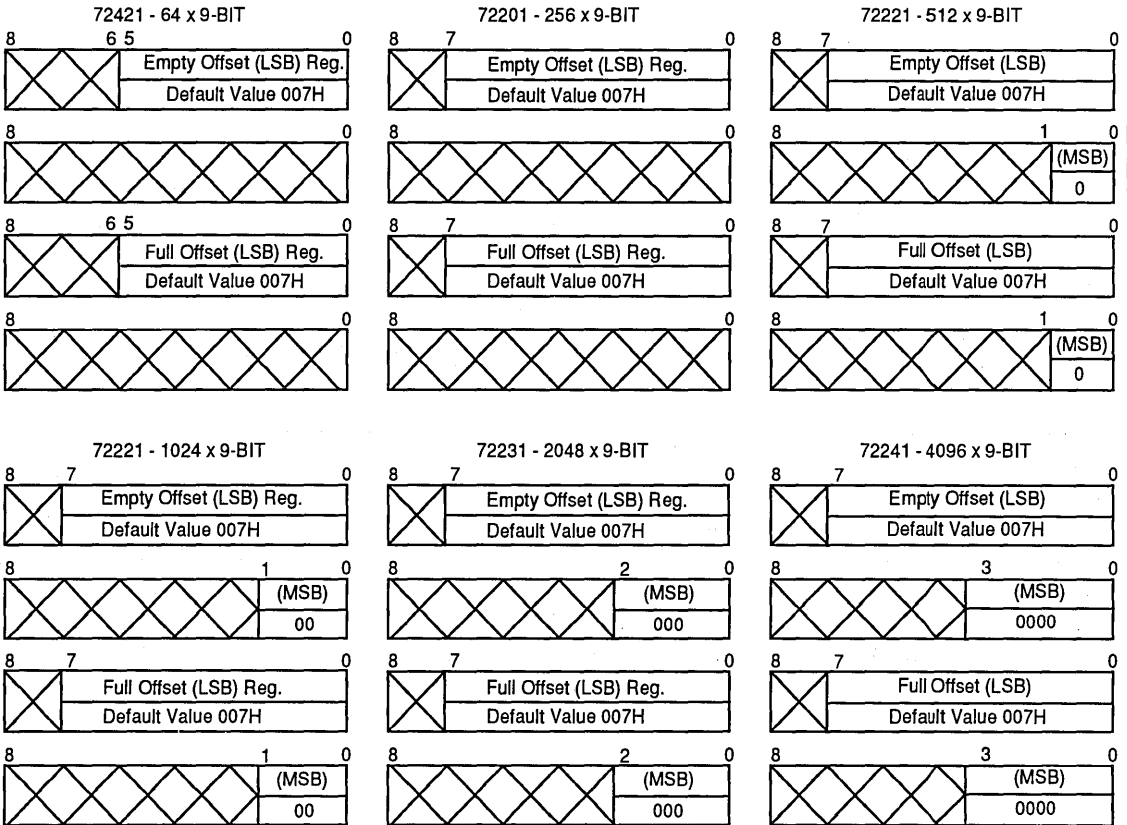 72421 - 64 x 9-BIT
8 6 5 0
Empty Offset (LSB) Reg.
Default Value 007H
8 0
8 6 5 0
Full Offset (LSB) Reg.
Default Value 007H
8 0
72201 - 256 x 9-BIT
8 7 0
Empty Offset (LSB) Reg.
Default Value 007H
8 0
8 7 0
Full Offset (LSB) Reg.
Default Value 007H
8 0
72221 - 512 x 9-BIT
8 7 0
Empty Offset (LSB)
Default Value 007H
8 1 0
(MSB)
0
8 7 0
Full Offset (LSB)
Default Value 007H
8 1 0
(MSB)
0
72221 - 1024 x 9-BIT
8 7 0
Empty Offset (LSB) Reg.
Default Value 007H
8 1 0
(MSB)
00
8 7 0
Full Offset (LSB) Reg.
Default Value 007H
8 1 0
(MSB)
00
72231 - 2048 x 9-BIT
8 7 0
Empty Offset (LSB) Reg.
Default Value 007H
8 2 0
(MSB)
000
8 7 0
Full Offset (LSB) Reg.
Default Value 007H
8 2 0
(MSB)
000
72241 - 4096 x 9-BIT
8 7 0
Empty Offset (LSB)
Default Value 007H
8 3 0
(MSB)
0000
8 7 0
Full Offset (LSB)
Default Value 007H
8 3 0
(MSB)
0000